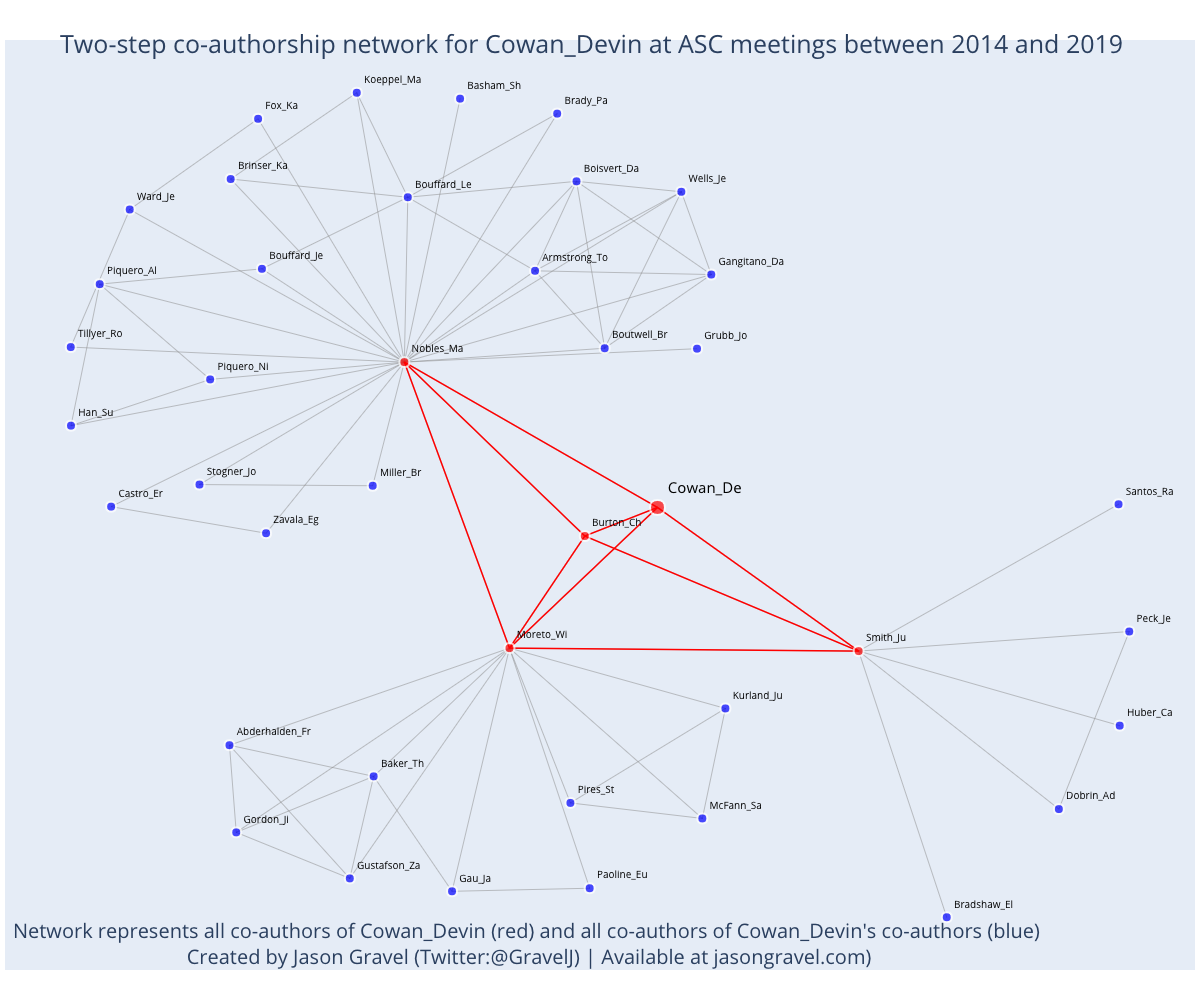 Two-step co-authorship network for Cowan_Devin at ASC meetings between 2014 and 2019
Koeppel_Ma
Basham_Sh
Brady_Pa
Fox_Ka
Brinser_Ka
Boisvert_Da
Wells_Je
Bouffard_Le
Ward_Je
Bouffard_Je
Armstrong_To
Gangitano_Da
Piquero_Al
Tillyer_Ro
Boutwell_Br
Grubb_Jo
Nobles_Ma
Piquero_Ni
Han_Su
Stogner_Jo
Miller_Br
Castro_Er
Cowan_De
Santos_Ra
Zavala_Eg
Burton_Ch
Peck_Je
Moreto_Wi
Smith_Ju
Kurland_Ju
Huber_Ca
Abderhalden_Fr
Baker_Th
Pires_St
Dobrin_Ad
McFann_Sa
Gordon_Ji
Gustafson_Za
Gau_Ja
Paoline_Eu
Bradshaw_El
Network represents all co-authors of Cowan_Devin (red) and all co-authors of Cowan_Devin's co-authors (blue)
Created by Jason Gravel (Twitter:@GravelJ) | Available at jasongravel.com)